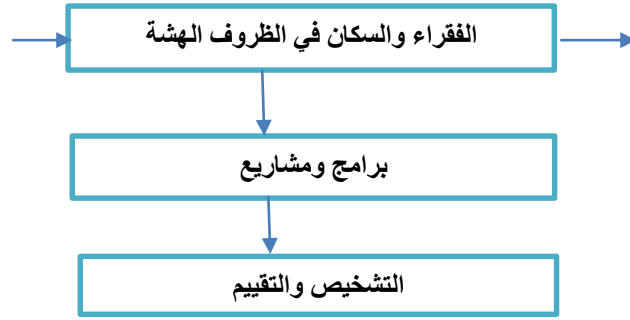 الفقراء والسكان في الظروف الهشة
برامج ومشاريع
التشخيص والتقييم